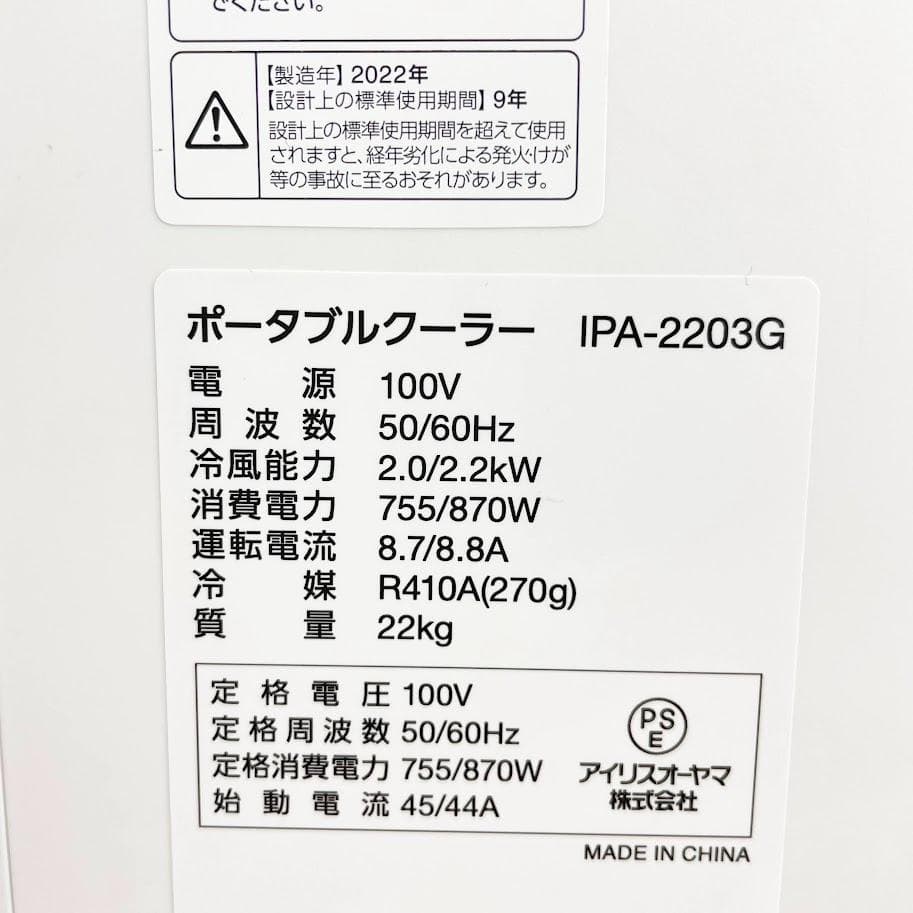 でください。
【製造年】2022年
【設計上の標準使用期間】9年
設計上の標準使用期間を超えて使用
されますと、経年劣化による発火・けが
等の事故に至るおそれがあります。
ポータブルクーラー IPA-2203G
電源 100V
周波数 50/60Hz
冷風能力 2.0/2.2kW
消費電力 755/870W
運転電流 8.7/8.8A
冷媒 R410A(270g)
質量 22kg
定格電圧 100V
定格周波数 50/60Hz
定格消費電力 755/870W
始動電流 45/44A
PS
E
アイリスオーヤマ
株式会社
MADE IN CHINA